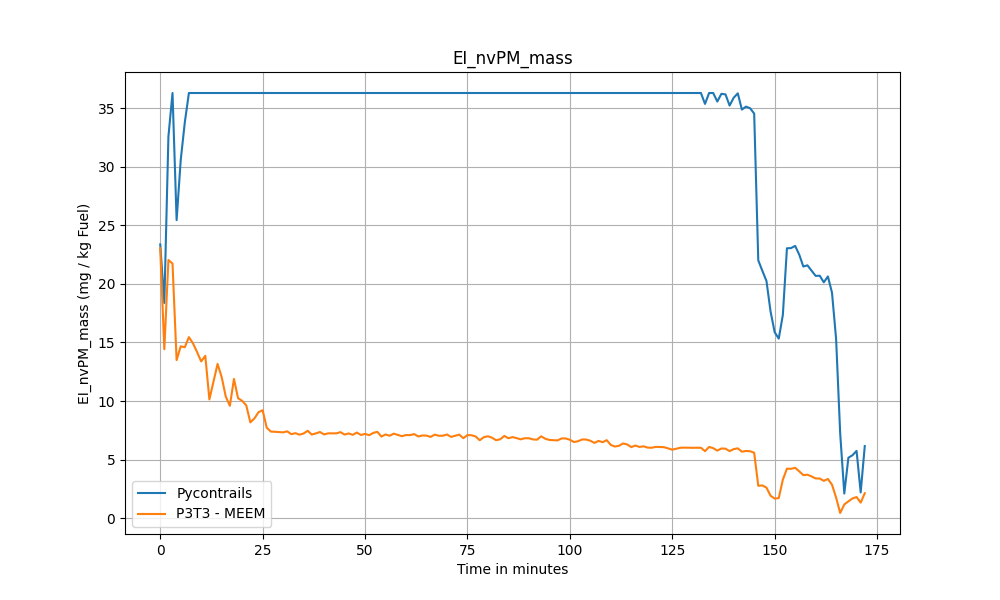 EI_nvPM_mass
EI_nvPM_mass (mg / kg Fuel)
35
30
25
20
15
10
5
0
Pycontrails
P3T3 - MEEM
0 25 50 75 100 125 150 175
Time in minutes